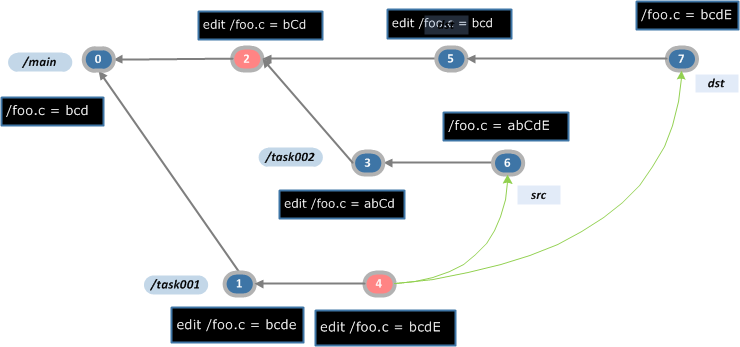 edit /foo.c = bCd
edit /foo.c = bcd
/foo.c = bcdE
/main
0
2
5
7
dst
/foo.c = bcd
/foo.c = abCdE
/task002
3
6
src
edit /foo.c = abCd
/task001
1
4
edit /foo.c = bcde
edit /foo.c = bcdE